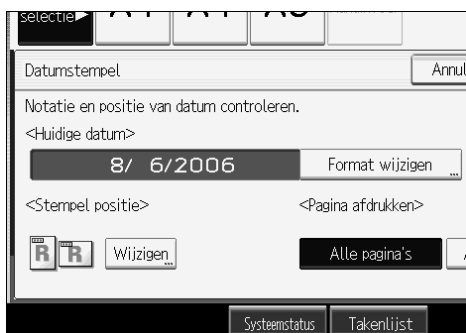 selectie
Datumstempel
Notatie en positie van datum controleren.
<Huidige datum>
8/ 6/2006 Format wijzigen
<Stempel positie> <Pagina afdrukken>
R R Wijzigen Alle pagina's
Systeemstatus Takenlijst